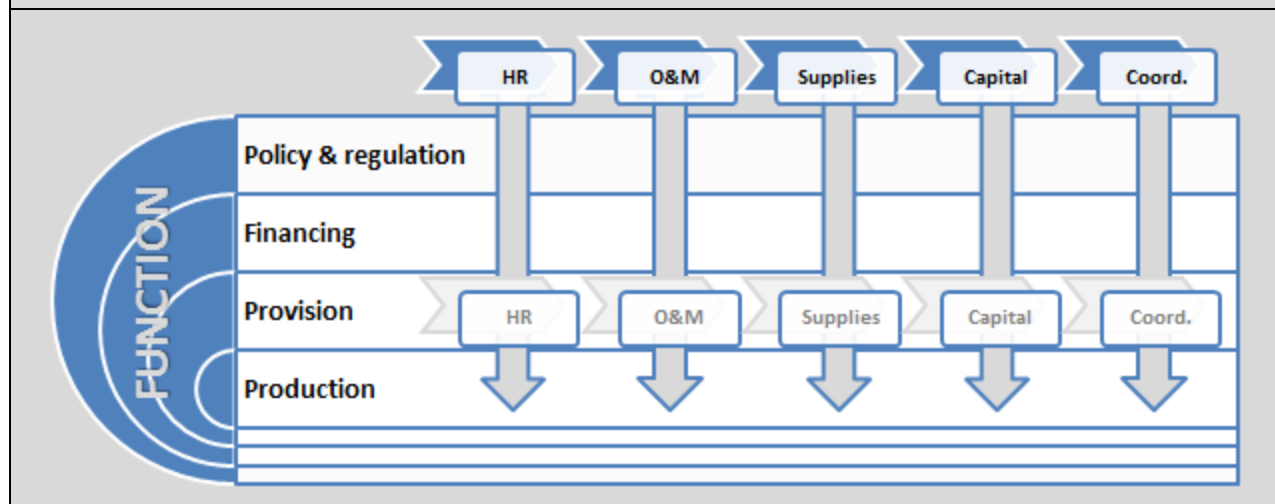 HR
O&M
Supplies
Capital
Coord.
FUNCTION
Policy & regulation
Financing
Provision
HR
O&M
Supplies
Capital
Coord.
Production